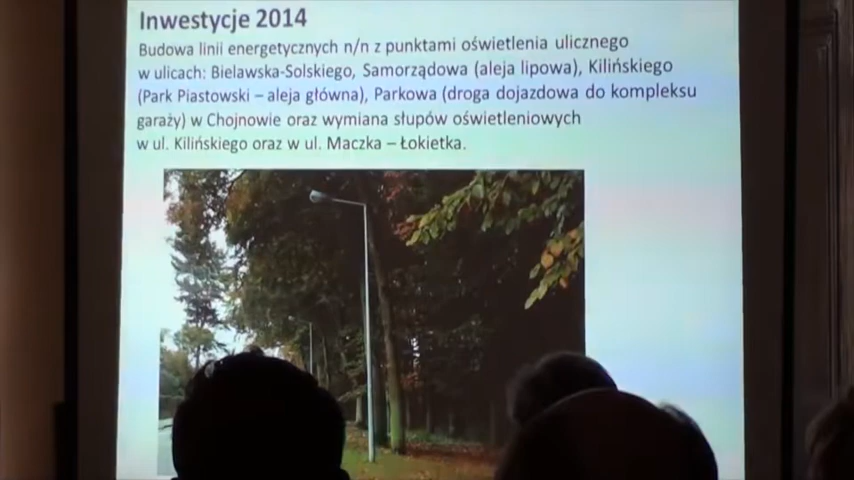 Inwestycje 2014
Budowa linii energetycznych n/n z punktami oświetlenia ulicznego
w ulicach: Bielawska-Solskiego, Samorządowa (aleja lipowa), Kilińskiego
(Park Piastowski – aleja główna), Parkowa (droga dojazdowa do kompleksu
garaży) w Chojnowie oraz wymiana słupów oświetleniowych
w ul. Kilińskiego oraz w ul. Maczka – Łokietka.